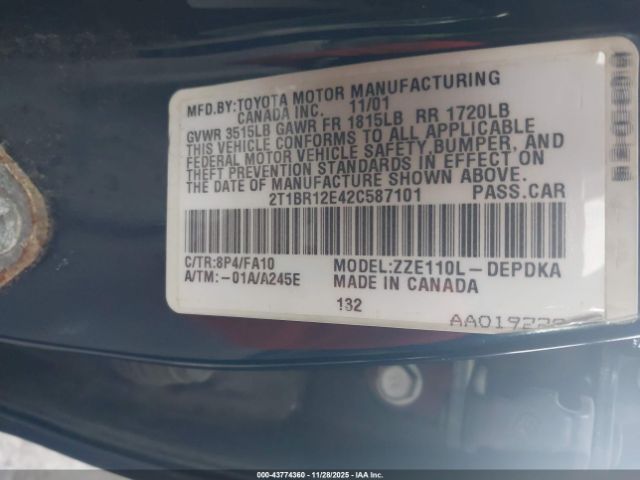 MFD.BY:TOYOTA MOTOR MANUFACTURING
CANADA INC. 11/01
GVWR 3515LB GAWR FR 1815LB RR 1720LB
THIS VEHICLE CONFORMS TO ALL APPLICABLE
FEDERAL MOTOR VEHICLE SAFETY,BUMPER, AND
THEFT PREVENTION STANDARDS IN EFFECT ON
THE DATE OF MANUFACTURE SHOWN ABOVE.
2T1BR12E42C587101 PASS.CAR
C/TR:8P4/FA10 MODEL:ZZE110L-DEPDKA
A/TM:-01A/A245E MADE IN CANADA
132
000-43774360 - 11/28/2025 - IAA Inc.